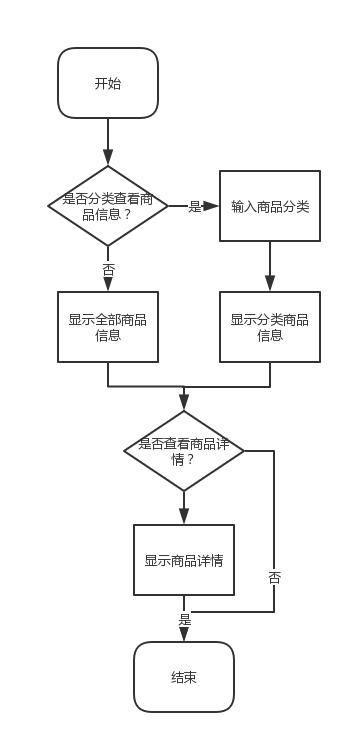 开始
是否分类查看商
品信息？
是
输入商品分类
否
显示全部商品
信息
显示分类商品
信息
是否查看商品详
情？
显示商品详情
否
是
结束